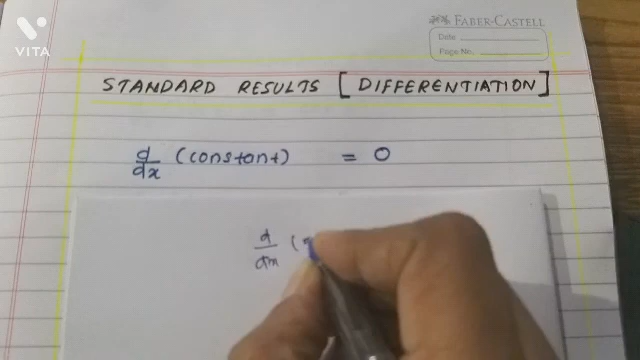 VITA
FABER-CASTELL
Date
Page No.
STANDARD RESULTS [DIFFERENTIATION]
d/dx (constant) = 0
d/dx (